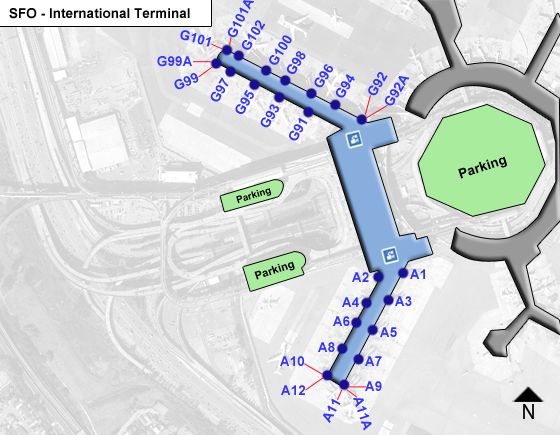 SFO - International Terminal
G101A
G101
G102
G100
G99A
G98
G99
G97
G96
G95
G94
G93
G92
G92A
G91
Parking
Parking
Parking
A2
A1
A4
A3
A6
A5
A8
A7
A10
A12
A9
A11
A11A
N